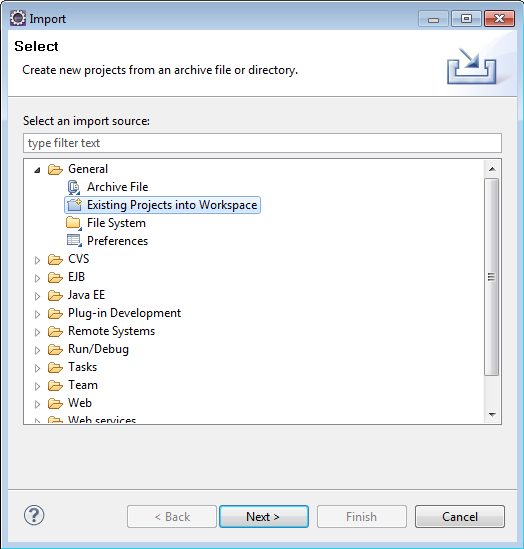 Import
Select
Create new projects from an archive file or directory.
Select an import source:
type filter text
General
Archive File
Existing Projects into Workspace
File System
Preferences
CVS
EJB
Java EE
Plug-in Development
Remote Systems
Run/Debug
Tasks
Team
Web
Web services
?
< Back
Next >
Finish
Cancel